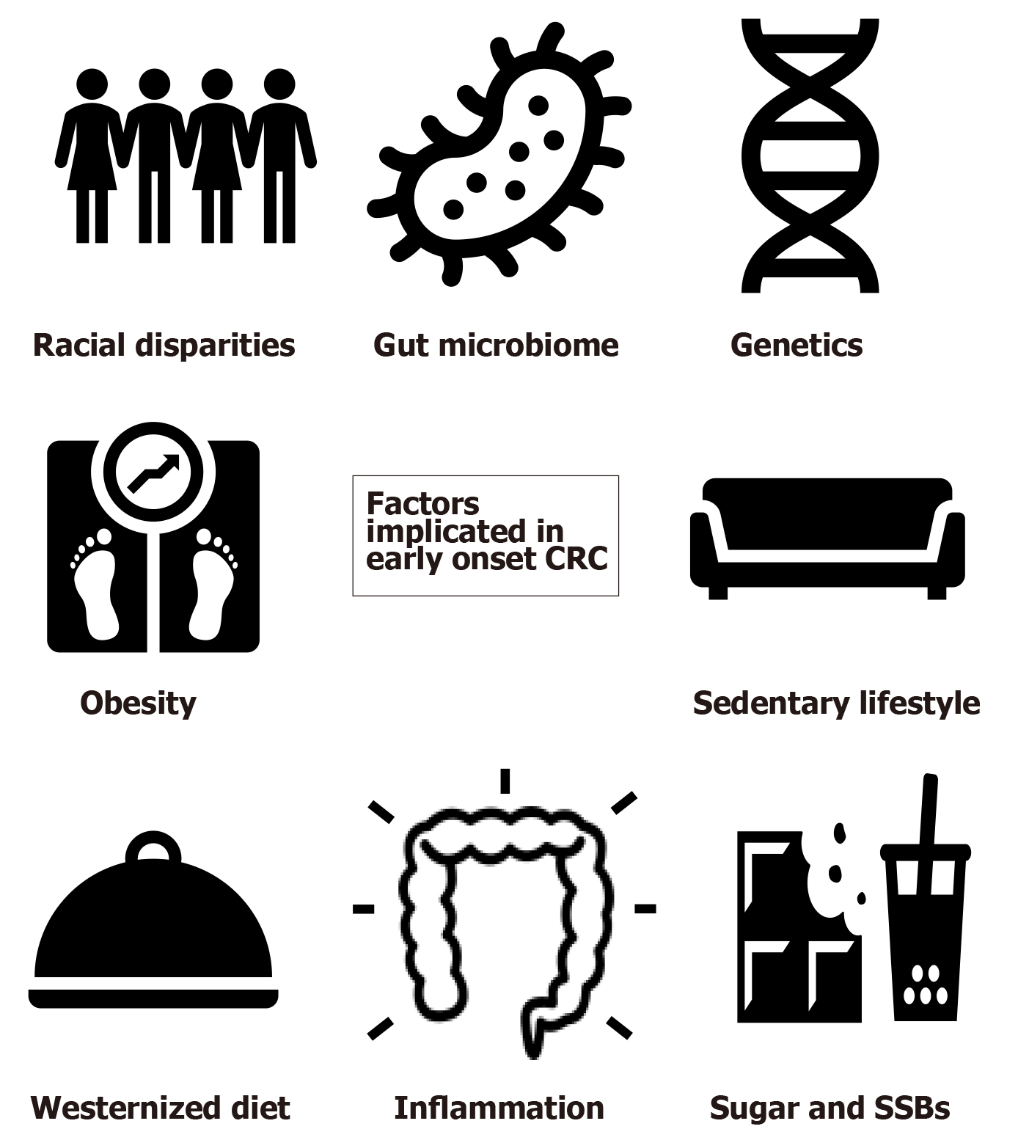 Racial disparities
Gut microbiome
Genetics
Obesity
Factors
implicated in
early onset CRC
Sedentary lifestyle
Westernized diet
Inflammation
Sugar and SSBs